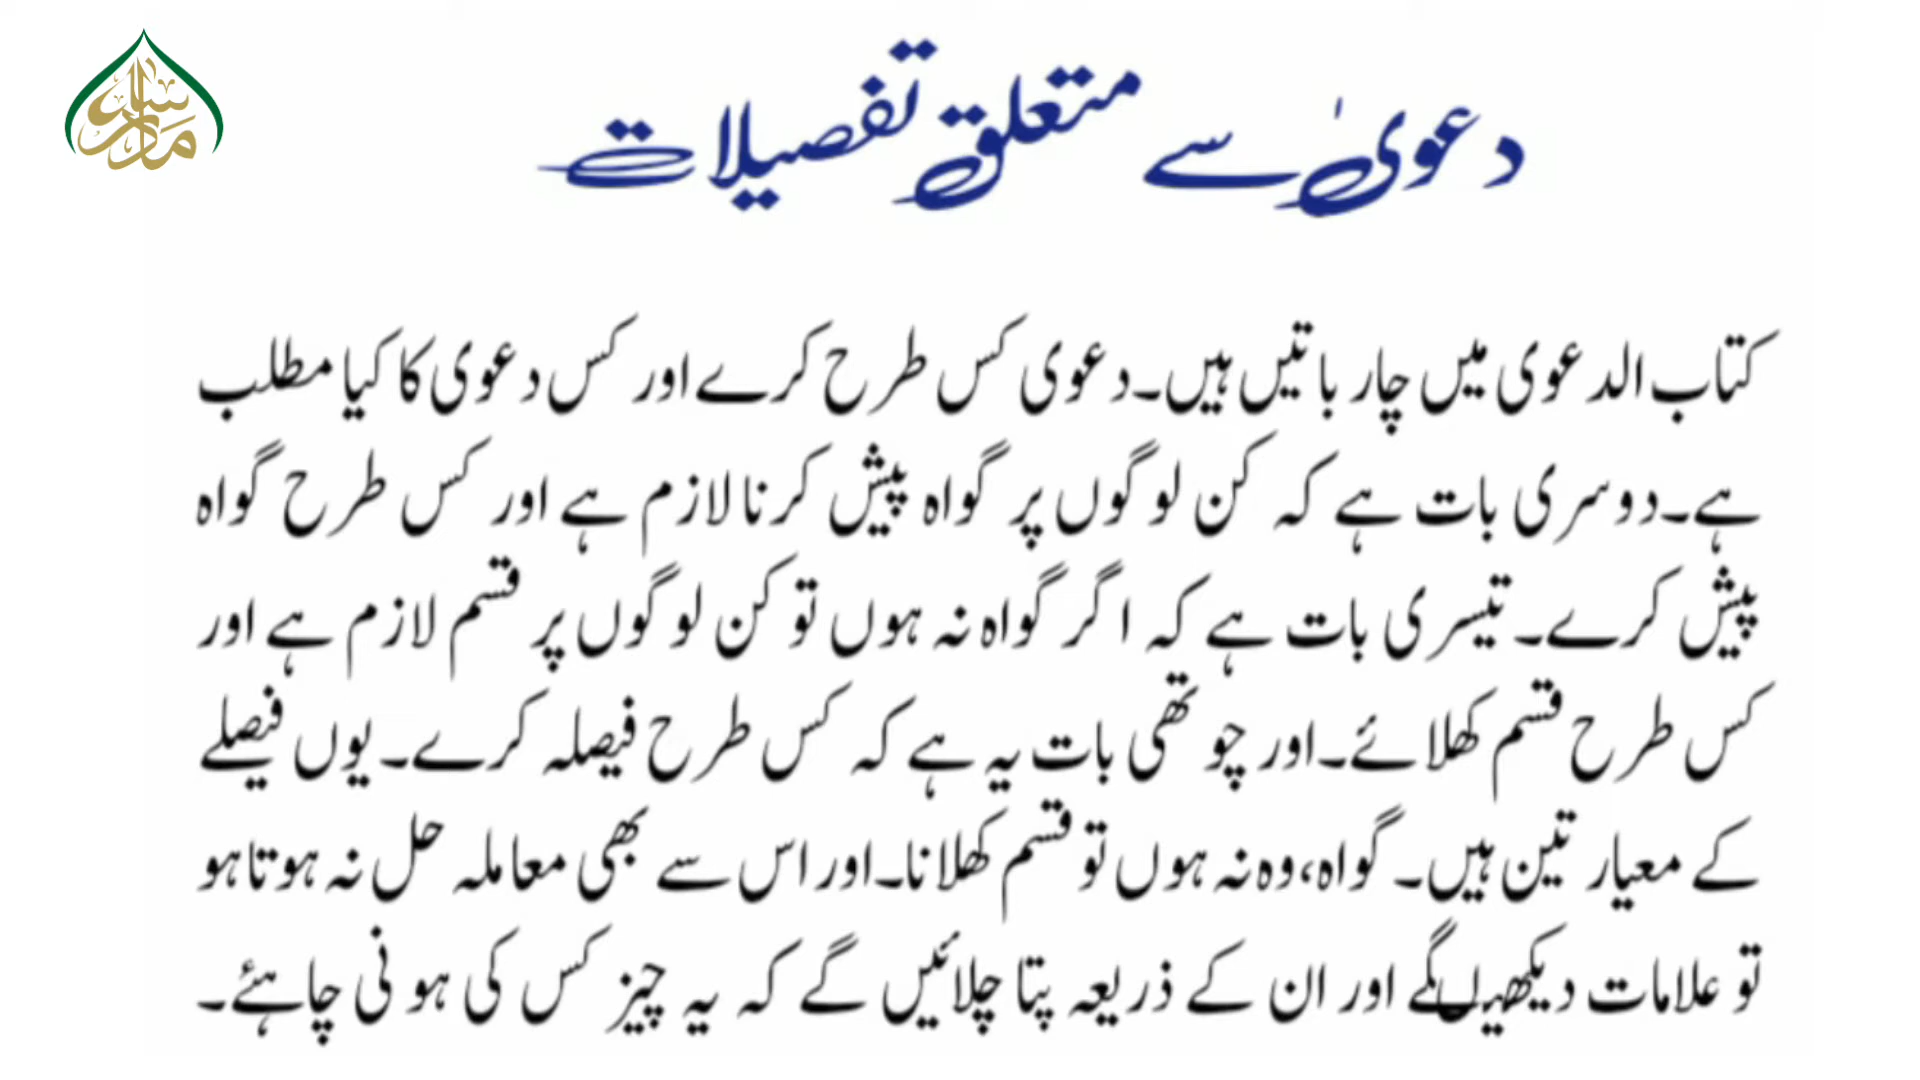 دعویٰ سے متعلق تفصیلات
کتاب الدعوی میں چار باتیں ہیں۔ دعوی کس طرح کرے اور کس دعوی کا کیا مطلب
ہے۔ دوسری بات ہے کہ کن لوگوں پر گواہ پیش کرنا لازم ہے اور کس طرح گواہ
پیش کرے۔ تیسری بات ہے کہ اگر گواہ نہ ہوں تو کن لوگوں پر قسم لازم ہے اور
کس طرح قسم کھلائے۔ اور چوتھی بات یہ ہے کہ کس طرح فیصلہ کرے۔ یوں فیصلے
کے معیار تین ہیں۔ گواہ، وہ نہ ہوں تو قسم کھلانا۔ اور اس سے بھی معاملہ حل نہ ہوتا ہو
تو علامات دیکھیں گے اور ان کے ذریعہ پتا چلائیں گے کہ یہ چیز کس کی ہونی چاہئے۔